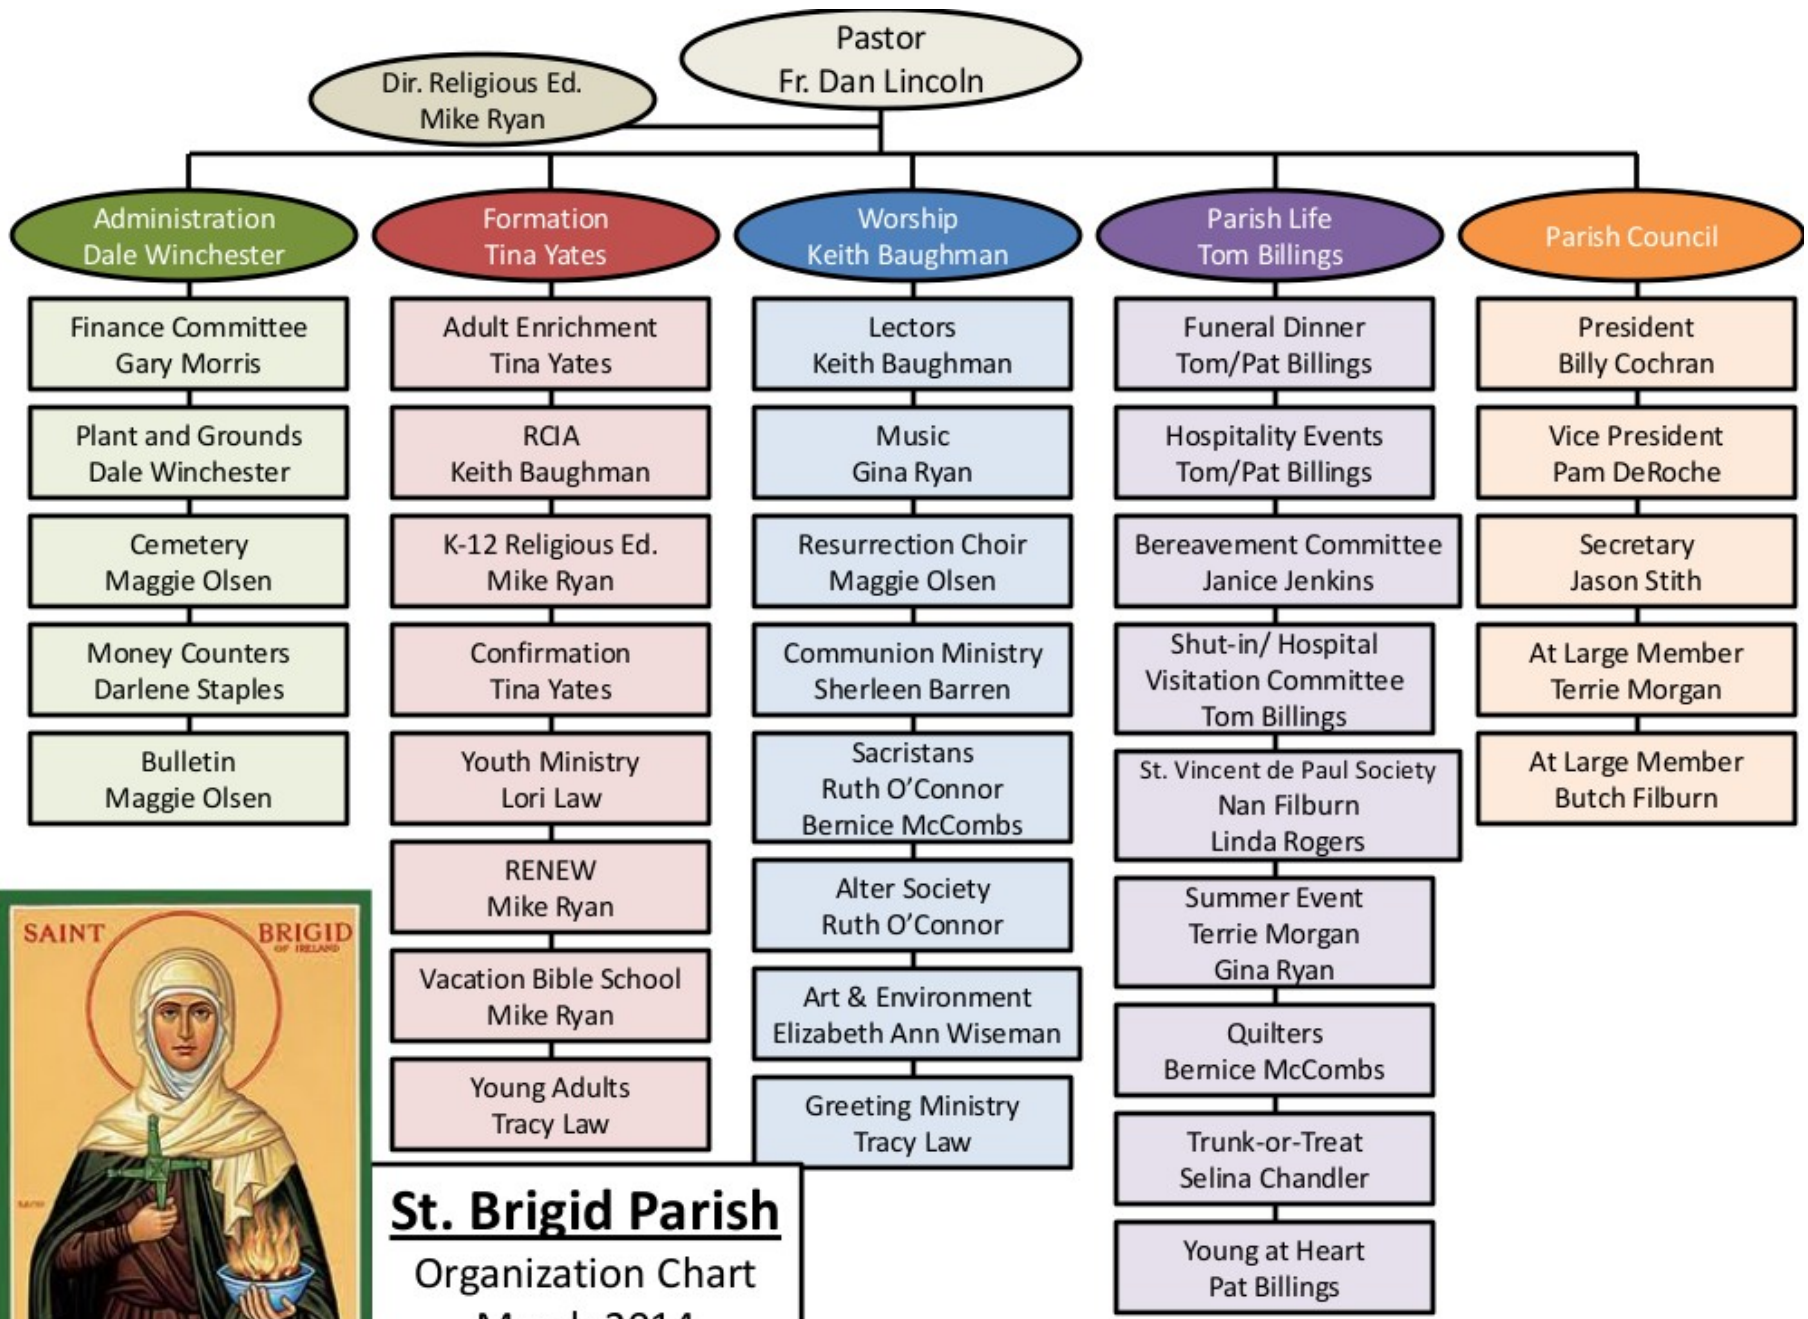 Pastor
Fr. Dan Lincoln
Dir. Religious Ed.
Mike Ryan
Administration
Dale Winchester
Finance Committee
Gary Morris
Plant and Grounds
Dale Winchester
Cemetery
Maggie Olsen
Money Counters
Darlene Staples
Bulletin
Maggie Olsen
Formation
Tina Yates
Adult Enrichment
Tina Yates
RCIA
Keith Baughman
K-12 Religious Ed.
Mike Ryan
Confirmation
Tina Yates
Youth Ministry
Lori Law
RENEW
Mike Ryan
Vacation Bible School
Mike Ryan
Young Adults
Tracy Law
Worship
Keith Baughman
Lectors
Keith Baughman
Music
Gina Ryan
Resurrection Choir
Maggie Olsen
Communion Ministry
Sherleen Barren
Sacristans
Ruth O’Connor
Bernice McCombs
Alter Society
Ruth O’Connor
Art & Environment
Elizabeth Ann Wiseman
Greeting Ministry
Tracy Law
Parish Life
Tom Billings
Funeral Dinner
Tom/Pat Billings
Hospitality Events
Tom/Pat Billings
Bereavement Committee
Janice Jenkins
Shut-in/ Hospital
Visitation Committee
Tom Billings
St. Vincent de Paul Society
Nan Filburn
Linda Rogers
Summer Event
Terrie Morgan
Gina Ryan
Quilters
Bernice McCombs
Trunk-or-Treat
Selina Chandler
Young at Heart
Pat Billings
Parish Council
President
Billy Cochran
Vice President
Pam DeRoche
Secretary
Jason Stith
At Large Member
Terrie Morgan
At Large Member
Butch Filburn
SAINT BRIGID
OF IRELAND
St. Brigid Parish
Organization Chart
March 2014